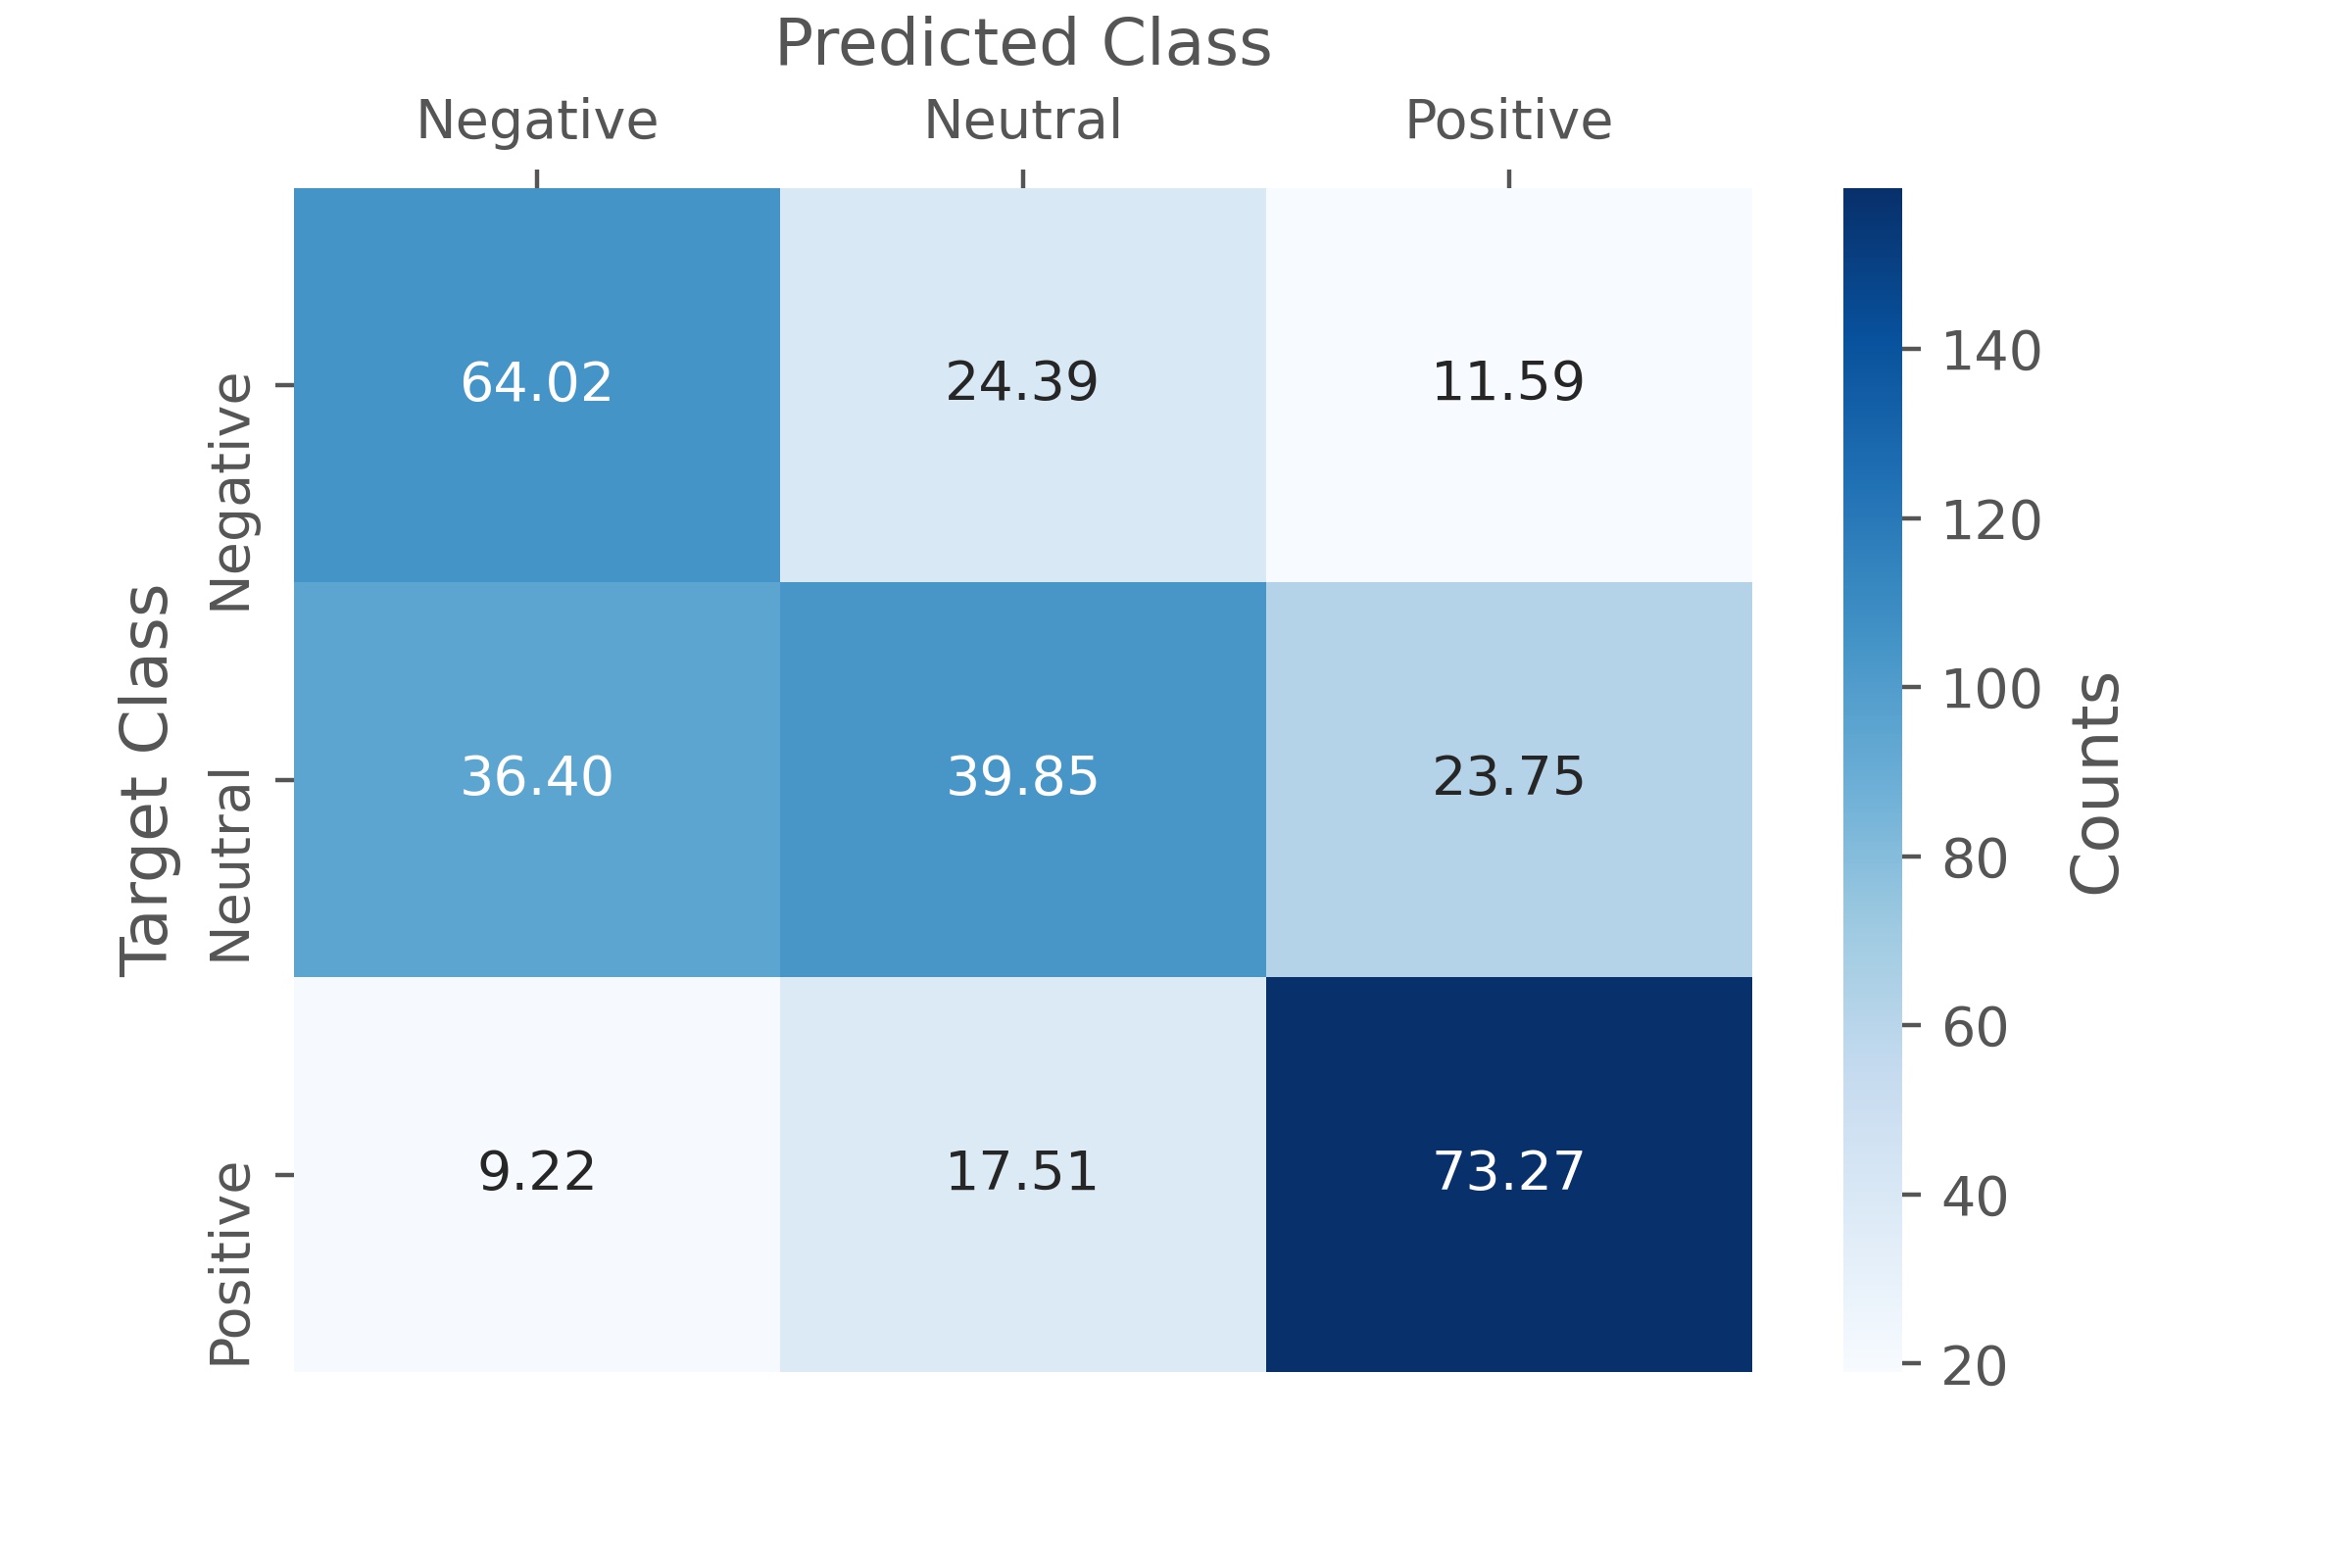 Predicted Class
Negative Neutral Positive
Target Class
Negative
64.02 24.39 11.59
Neutral
36.40 39.85 23.75
Positive
9.22 17.51 73.27
140
120
100
80
60
40
20
Counts